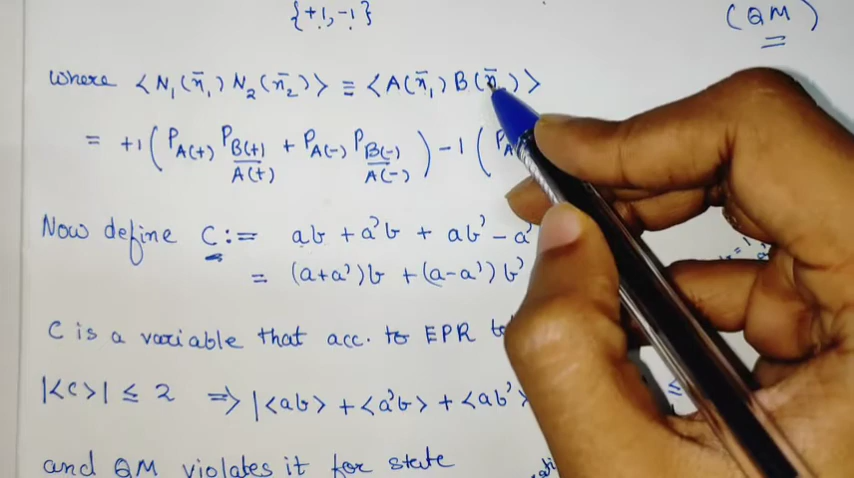 {+1,-1}
(QM)
where <N₁(n̄₁) N₂(n̄₂)> ≡ <A(n̄₁) B(n̄
= +1(P_A(+) P_B(+)/A(+) + P_A(-) P_B(-)/A(-)) -1(P_A
Now define C:= ab + a'b + ab' - a'
= (a+a')b + (a-a')b'
C is a variable that acc. to EPR
|<C>| ≤ 2 ⇒ |<ab> + <a'b> + <ab'> ≤
and QM violates it for state